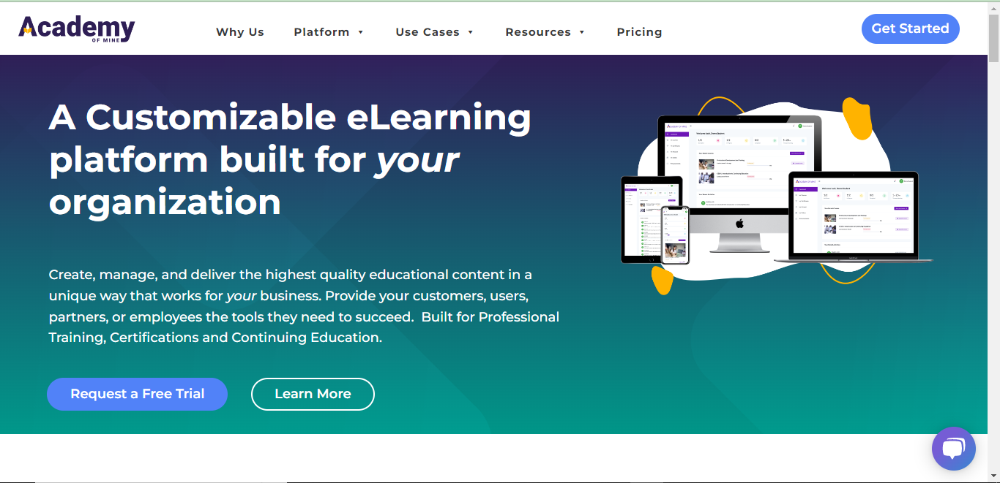 Academy
OF MINE
Why Us
Platform
Use Cases
Resources
Pricing
Get Started
A Customizable eLearning
platform built for your
organization
Create, manage, and deliver the highest quality educational content in a
unique way that works for your business. Provide your customers, users,
partners, or employees the tools they need to succeed.  Built for Professional
Training, Certifications and Continuing Education.
Request a Free Trial
Learn More